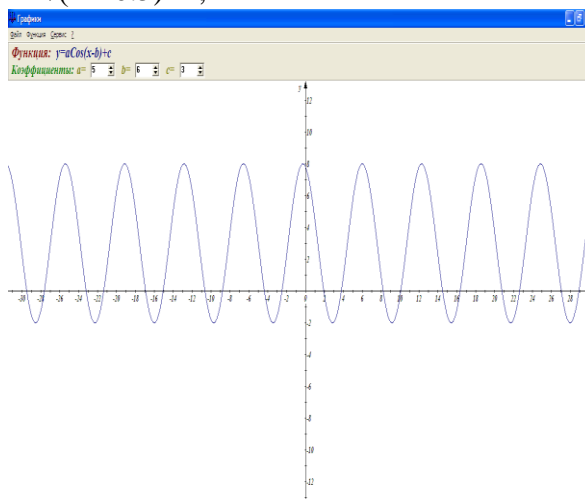 Графики
Файл Функция Сервис ?
Функция: y=aCos(x-b)+c
Коэффициенты: a= 5 b= 6 c= 3
y
12
10
8
6
4
2
-30 -28 -26 -24 -22 -20 -18 -16 -14 -12 -10 -8 -6 -4 -2 0 2 4 6 8 10 12 14 16 18 20 22 24 26 28
-2
-4
-6
-8
-10
-12